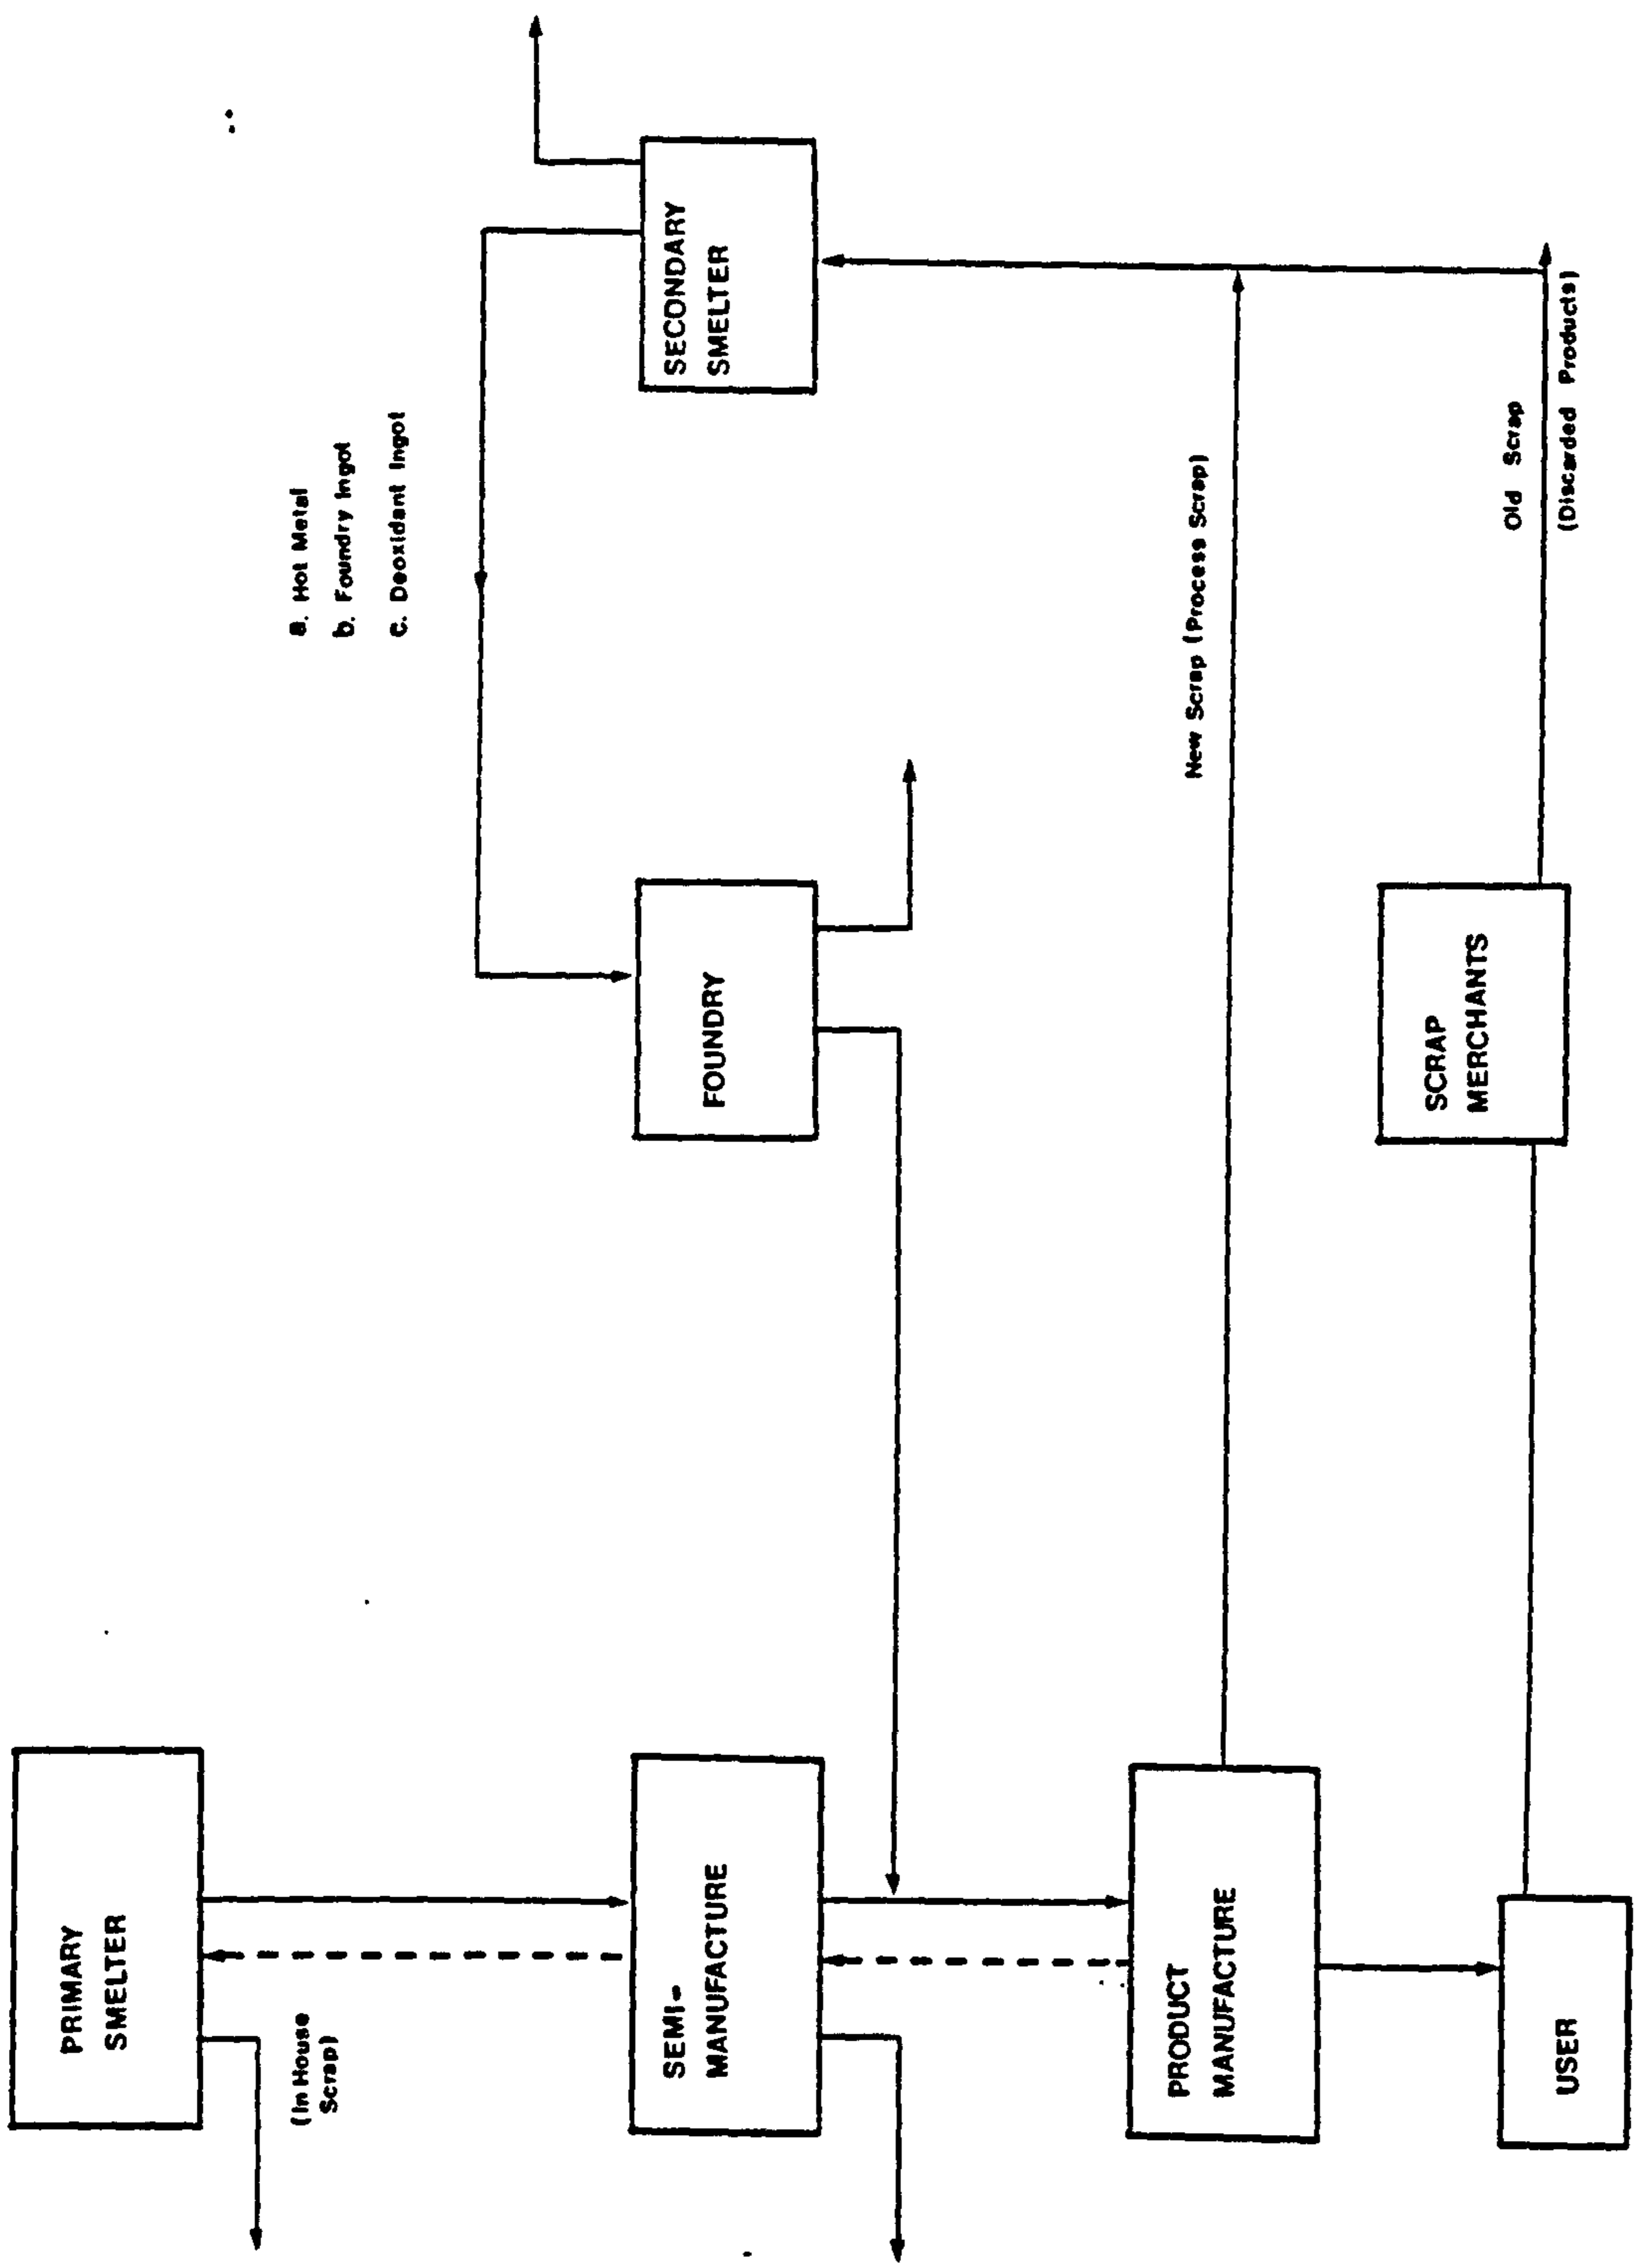 PRIMARY
SMELTER
(In House
Scrap)
SEMI-
MANUFACTURE
PRODUCT
MANUFACTURE
USER
a. Hot Metal
b. Foundry Ingot
c. Deoxidant Ingot
FOUNDRY
SECONDARY
SMELTER
New Scrap (Process Scrap)
SCRAP
MERCHANTS
Old Scrap
(Discarded Products)